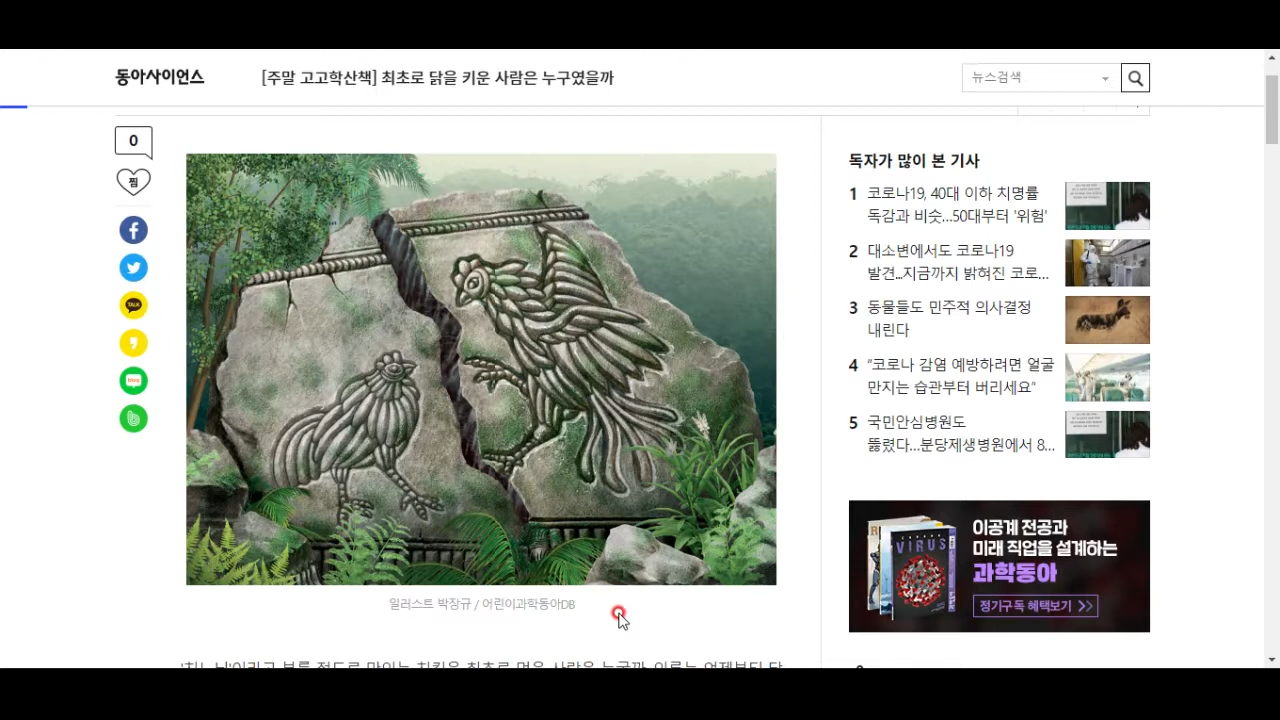 동아사이언스
[주말 고고학산책] 최초로 닭을 키운 사람은 누구였을까
뉴스검색
0
찜
TALK
blog
일러스트 박장규 / 어린이과학동아DB
독자가 많이 본 기사
1 코로나19, 40대 이하 치명률
독감과 비슷...50대부터 '위험'
2 대소변에서도 코로나19
발견...지금까지 밝혀진 코로...
3 동물들도 민주적 의사결정
내린다
4 "코로나 감염 예방하려면 얼굴
만지는 습관부터 버리세요"
5 국민안심병원도
뚫렸다...분당제생병원에서 8...
VIRUS
이공계 전공과
미래 직업을 설계하는
과학동아
정기구독 혜택보기 >>